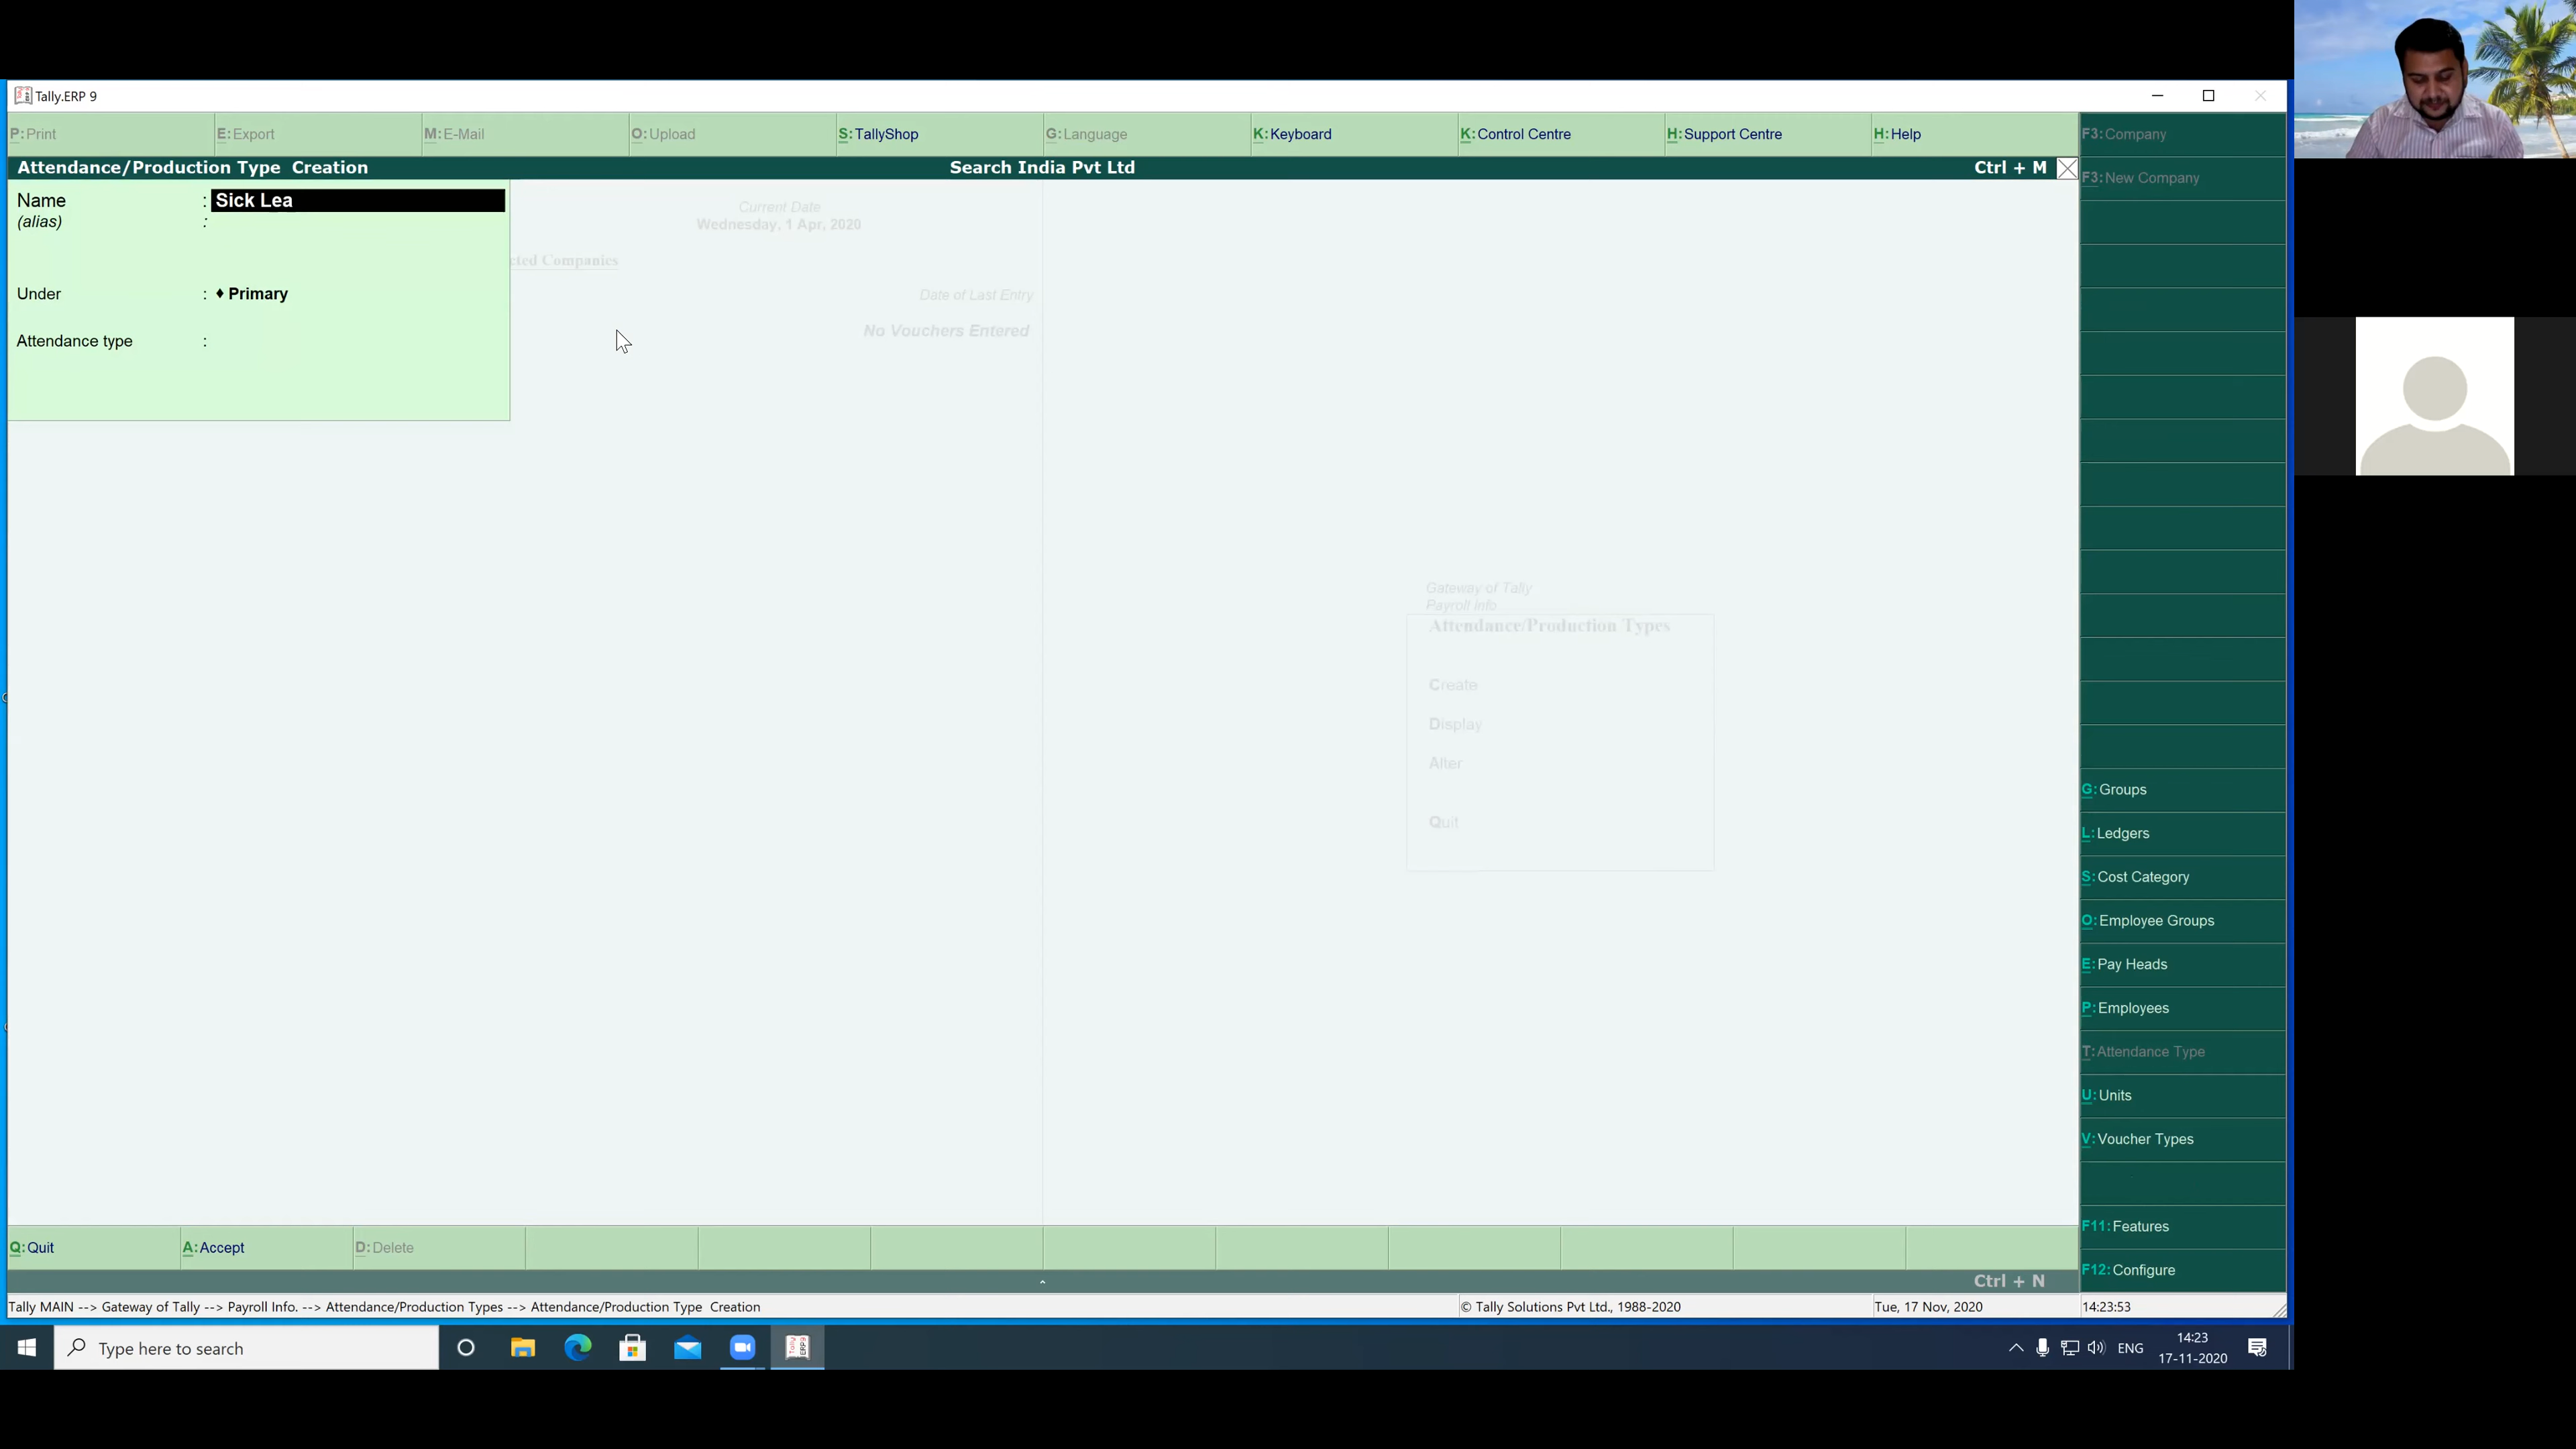 Tally.ERP 9
P: Print
E: Export
M: E-Mail
O: Upload
S: TallyShop
G: Language
K: Keyboard
K: Control Centre
H: Support Centre
H: Help
F3: Company
Attendance/Production Type Creation
Search India Pvt Ltd
Ctrl + M
F3: New Company
Name : Sick Lea
(alias) :
Under : ♦ Primary
Attendance type :
Current Date
Wednesday, 1 Apr, 2020
cted Companies
Date of Last Entry
No Vouchers Entered
Gateway of Tally
Payroll Info
Attendance/Production Types
Create
Display
Alter
Quit
G: Groups
L: Ledgers
S: Cost Category
O: Employee Groups
E: Pay Heads
P: Employees
T: Attendance Type
U: Units
V: Voucher Types
F11: Features
F12: Configure
Q: Quit
A: Accept
D: Delete
Ctrl + N
Tally MAIN --> Gateway of Tally --> Payroll Info. --> Attendance/Production Types --> Attendance/Production Type Creation
© Tally Solutions Pvt Ltd., 1988-2020
Tue, 17 Nov, 2020
14:23:53
Type here to search
ENG
14:23
17-11-2020